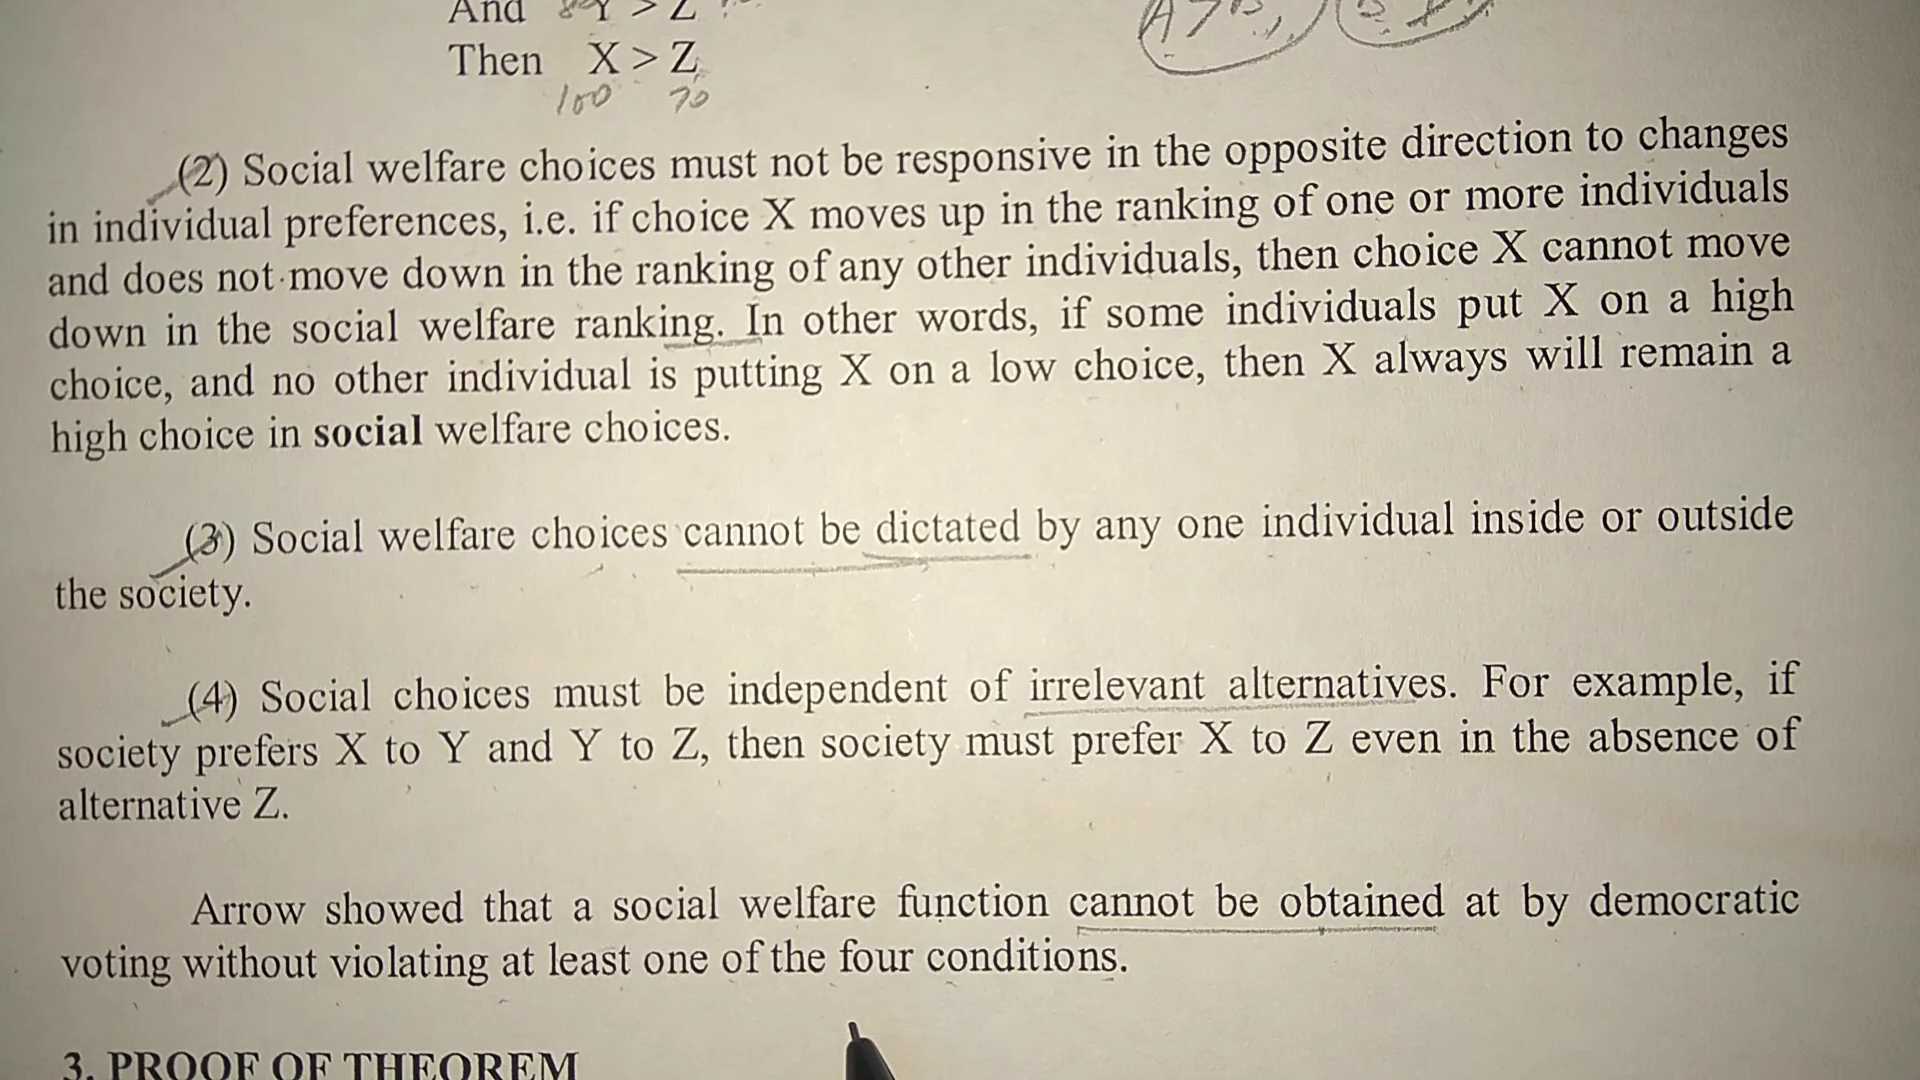 And Y > Z
Then X > Z
100 70
(2) Social welfare choices must not be responsive in the opposite direction to changes
in individual preferences, i.e. if choice X moves up in the ranking of one or more individuals
and does not move down in the ranking of any other individuals, then choice X cannot move
down in the social welfare ranking. In other words, if some individuals put X on a high
choice, and no other individual is putting X on a low choice, then X always will remain a
high choice in social welfare choices.
(3) Social welfare choices cannot be dictated by any one individual inside or outside
the society.
(4) Social choices must be independent of irrelevant alternatives. For example, if
society prefers X to Y and Y to Z, then society must prefer X to Z even in the absence of
alternative Z.
Arrow showed that a social welfare function cannot be obtained at by democratic
voting without violating at least one of the four conditions.
3. PROOF OF THEOREM